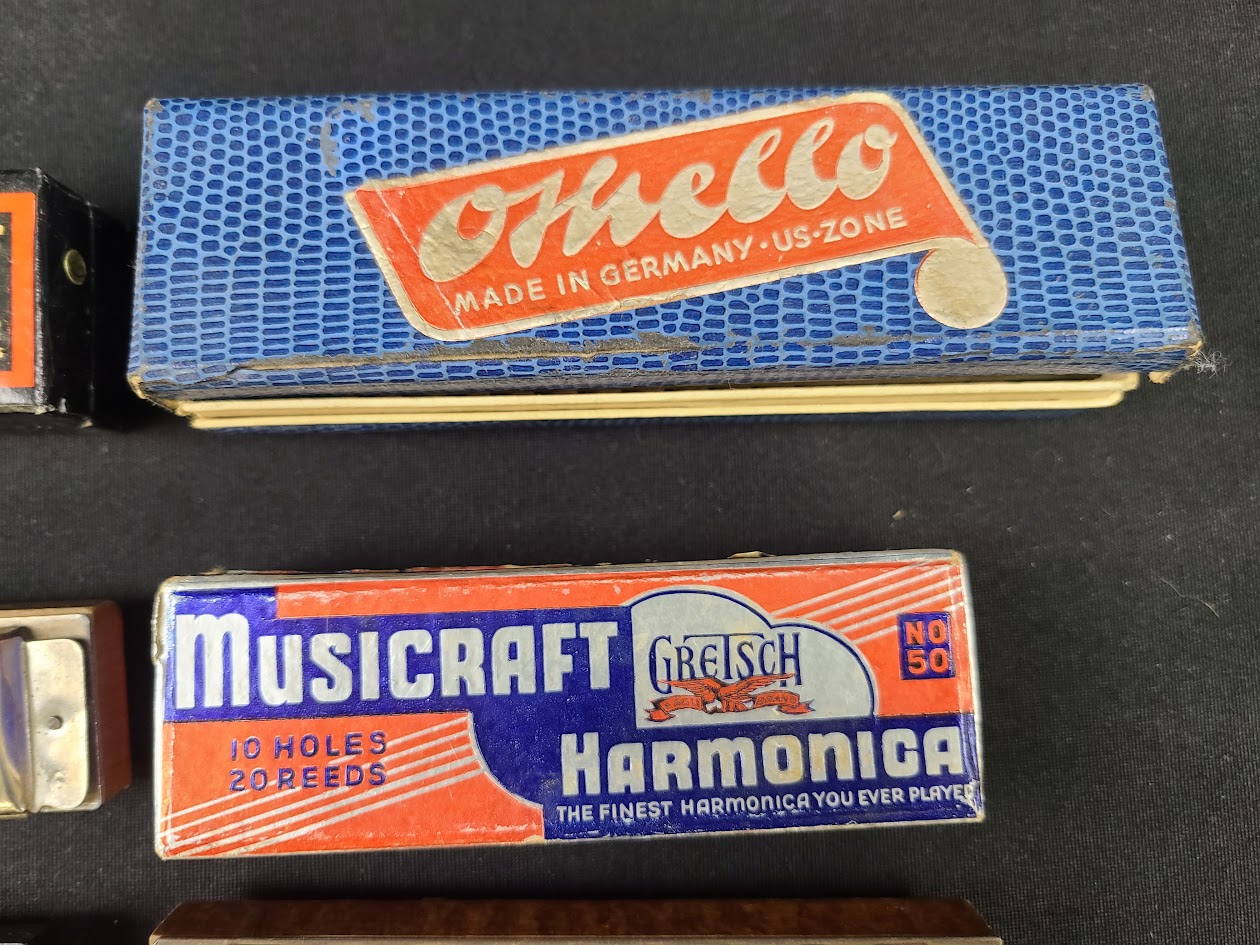 Othello
MADE IN GERMANY·US-ZONE
MUSICRAFT
GRETSCH
NO
50
10 HOLES
20-REEDS
HARMONICA
THE FINEST HARMONICA YOU EVER PLAYED